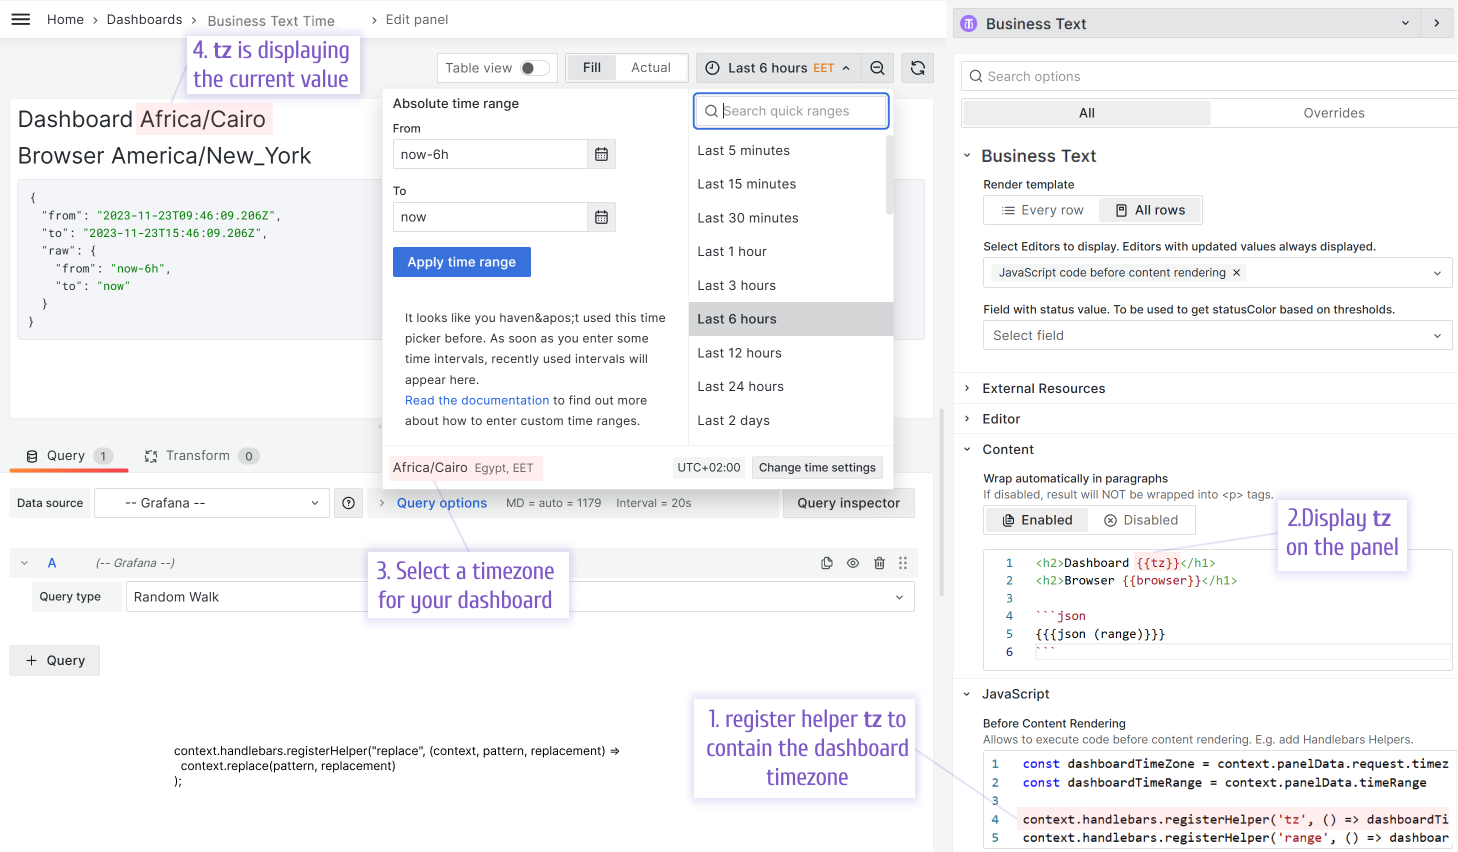 Home › Dashboards › Business Text Time › Edit panel
4. tz is displaying
the current value
Table view
Fill
Actual
Last 6 hours EET
Dashboard Africa/Cairo
Browser America/New_York
{
"from": "2023-11-23T09:46:09.206Z",
"to": "2023-11-23T15:46:09.206Z",
"raw": {
"from": "now-6h",
"to": "now"
}
}
Absolute time range
From
now-6h
To
now
Apply time range
It looks like you haven&apos;t used this time
picker before. As soon as you enter some
time intervals, recently used intervals will
appear here.
Read the documentation to find out more
about how to enter custom time ranges.
Search quick ranges
Last 5 minutes
Last 15 minutes
Last 30 minutes
Last 1 hour
Last 3 hours
Last 6 hours
Last 12 hours
Last 24 hours
Last 2 days
Africa/Cairo Egypt, EET
UTC+02:00
Change time settings
Query 1
Transform 0
Data source
-- Grafana --
Query options
MD = auto = 1179
Interval = 20s
Query inspector
A
(-- Grafana --)
Query type
Random Walk
3. Select a timezone
for your dashboard
+ Query
context.handlebars.registerHelper("replace", (context, pattern, replacement) =>
context.replace(pattern, replacement)
);
1. register helper tz to
contain the dashboard
timezone
Business Text
Search options
All
Overrides
Business Text
Render template
Every row
All rows
Select Editors to display. Editors with updated values always displayed.
JavaScript code before content rendering ×
Field with status value. To be used to get statusColor based on thresholds.
Select field
External Resources
Editor
Content
Wrap automatically in paragraphs
If disabled, result will NOT be wrapped into <p> tags.
Enabled
Disabled
2.Display tz
on the panel
1 <h2>Dashboard {{tz}}</h1>
2 <h2>Browser {{browser}}</h1>
3
4 ```json
5 {{{json (range)}}}
6 ```
JavaScript
Before Content Rendering
Allows to execute code before content rendering. E.g. add Handlebars Helpers.
1 const dashboardTimeZone = context.panelData.request.timez
2 const dashboardTimeRange = context.panelData.timeRange
3
4 context.handlebars.registerHelper('tz', () => dashboardTi
5 context.handlebars.registerHelper('range', () => dashboar